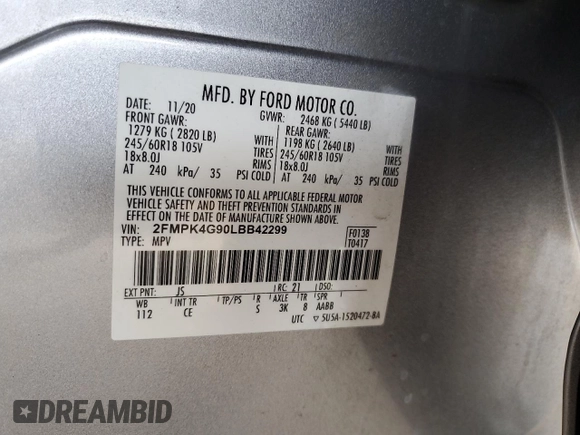 MFD. BY FORD MOTOR CO.
DATE: 11/20 GVWR: 2468 KG ( 5440 LB)
FRONT GAWR: REAR GAWR:
1279 KG ( 2820 LB) WITH 1198 KG ( 2640 LB) WITH
245/60R18 105V TIRES 245/60R18 105V TIRES
18x8.0J RIMS 18x8.0J RIMS
AT 240 kPa/ 35 PSI COLD AT 240 kPa/ 35 PSI COLD
THIS VEHICLE CONFORMS TO ALL APPLICABLE FEDERAL MOTOR
VEHICLE SAFETY AND THEFT PREVENTION STANDARDS IN
EFFECT ON THE DATE OF MANUFACTURE SHOWN ABOVE.
VIN: 2FMPK4G90LBB42299 F0138
TYPE: MPV T0417
EXT PNT: JS RC: 21 DSO:
WB INT TR TP/PS R AXLE TR SPR
112 CE S 3K 8 AABB
UTC ▽ 5U5A-1520472-BA
DREAMBID